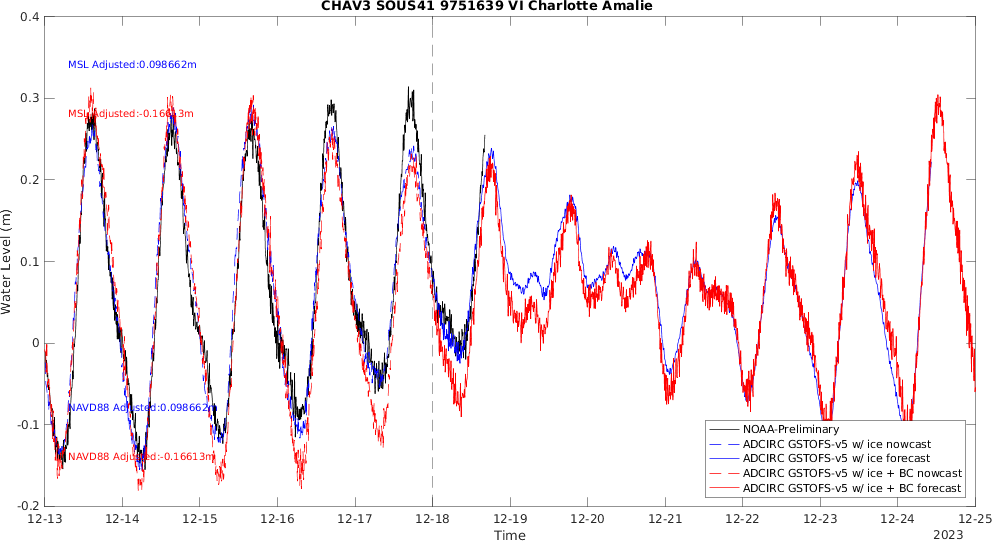 CHAV3 SOUS41 9751639 VI Charlotte Amalie
0.4
MSL Adjusted:0.098662m
0.3
MSL Adjusted:-0.16613m
0.2
0.1
Water Level (m)
0
NAVD88 Adjusted:0.098662m
-0.1
NAVD88 Adjusted:-0.16613m
-0.2
NOAA-Preliminary
ADCIRC GSTOFS-v5 w/ ice nowcast
ADCIRC GSTOFS-v5 w/ ice forecast
ADCIRC GSTOFS-v5 w/ ice + BC nowcast
ADCIRC GSTOFS-v5 w/ ice + BC forecast
12-13 12-14 12-15 12-16 12-17 12-18 12-19 12-20 12-21 12-22 12-23 12-24 12-25
Time
2023